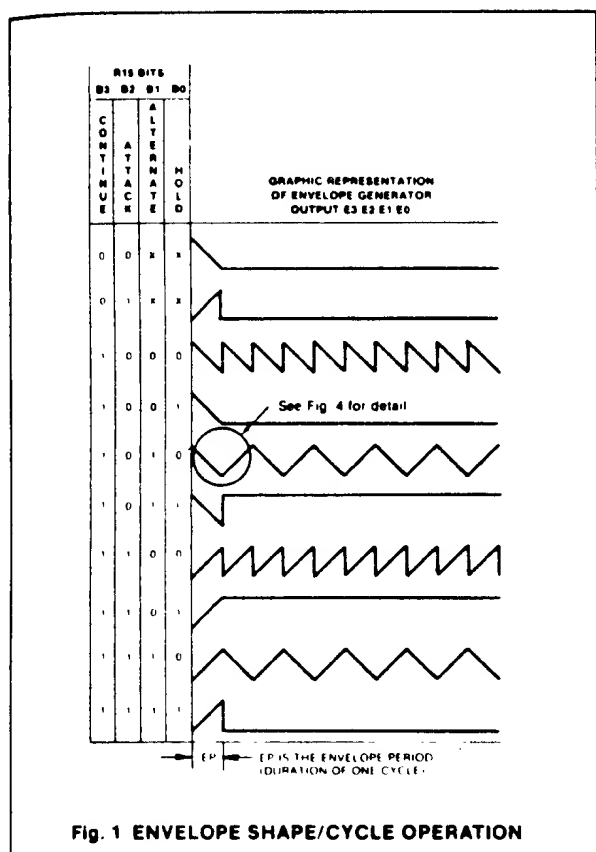 R15 BITS
B3 B2 B1 B0
CONTINUE
ATTACK
ALTERNATE
HOLD
GRAPHIC REPRESENTATION
OF ENVELOPE GENERATOR
OUTPUT E3 E2 E1 E0
0 0 X X
0 1 X X
1 0 0 0
1 0 0 1
See Fig. 4 for detail
1 0 1 0
1 0 1 1
1 1 0 0
1 1 0 1
1 1 1 0
1 1 1 1
EP
EP IS THE ENVELOPE PERIOD
(DURATION OF ONE CYCLE)
Fig. 1 ENVELOPE SHAPE/CYCLE OPERATION